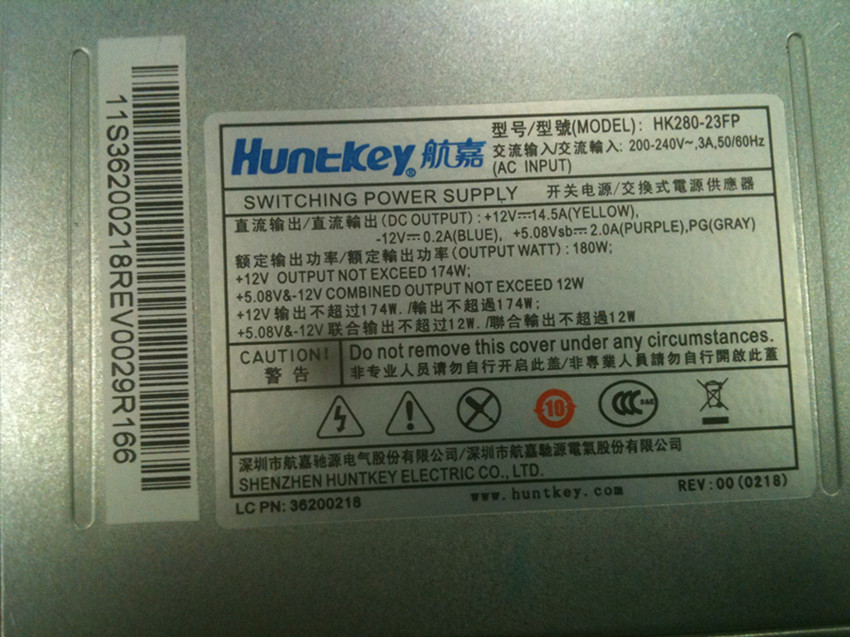 11S36200218REV0029R166
Huntkey® 航嘉
型号/型號(MODEL): HK280-23FP
交流输入/交流輸入: 200-240V~,3A,50/60Hz
(AC INPUT)
SWITCHING POWER SUPPLY 开关电源/交換式電源供應器
直流输出/直流輸出(DC OUTPUT):+12V⎓14.5A(YELLOW),
-12V⎓0.2A(BLUE), +5.08Vsb⎓2.0A(PURPLE),PG(GRAY)
额定输出功率/額定輸出功率(OUTPUT WATT):180W;
+12V OUTPUT NOT EXCEED 174W;
+5.08V&-12V COMBINED OUTPUT NOT EXCEED 12W
+12V输出不超过174W./輸出不超過174W;
+5.08V&-12V联合输出不超过12W./聯合輸出不超過12W
CAUTION!
警告
Do not remove this cover under any circumstances.
非专业人员请勿自行开启此盖/非專業人員請勿自行開啟此蓋
10
CCC S&E
深圳市航嘉驰源电气股份有限公司/深圳市航嘉馳源電氣股份有限公司
SHENZHEN HUNTKEY ELECTRIC CO., LTD.
LC PN: 36200218
www.huntkey.com
REV:00(0218)